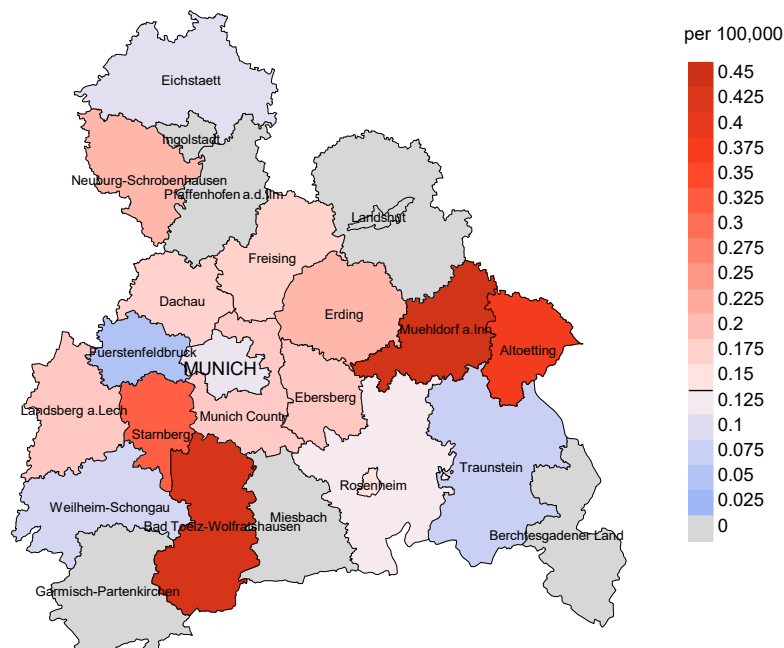 per 100,000
0.45
0.425
0.4
0.375
0.35
0.325
0.3
0.275
0.25
0.225
0.2
0.175
0.15
0.125
0.1
0.075
0.05
0.025
0
Eichstaett
Ingolstadt
Neuburg-Schrobenhausen
Pfaffenhofen a.d.Ilm
Landshut
Freising
Dachau
Erding
Muehldorf a.Inn
Altoetting
Fuerstenfeldbruck
MUNICH
Ebersberg
Landsberg a.Lech
Munich County
Starnberg
Traunstein
Rosenheim
Weilheim-Schongau
Miesbach
Bad Toelz-Wolfratshausen
Berchtesgadener Land
Garmisch-Partenkirchen